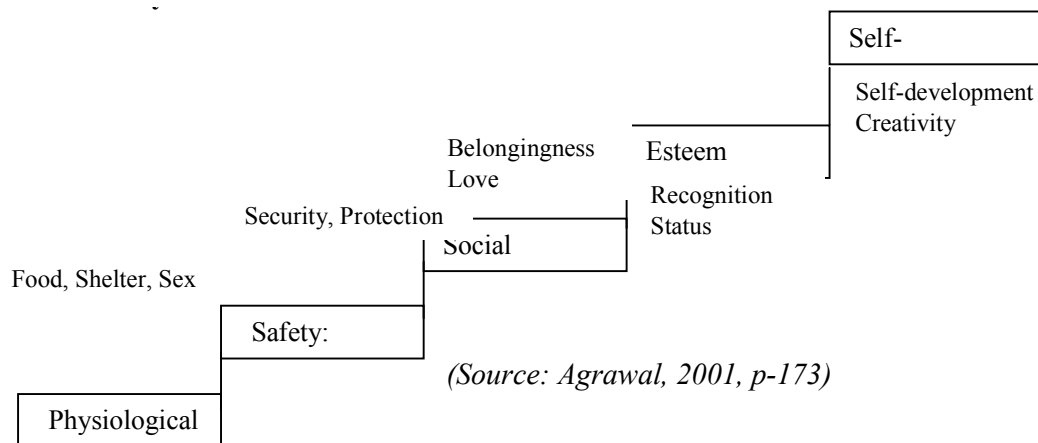 Self-
Self-development
Creativity
Belongingness
Love
Esteem
Recognition
Status
Security, Protection
Social
Food, Shelter, Sex
Safety:
(Source: Agrawal, 2001, p-173)
Physiological